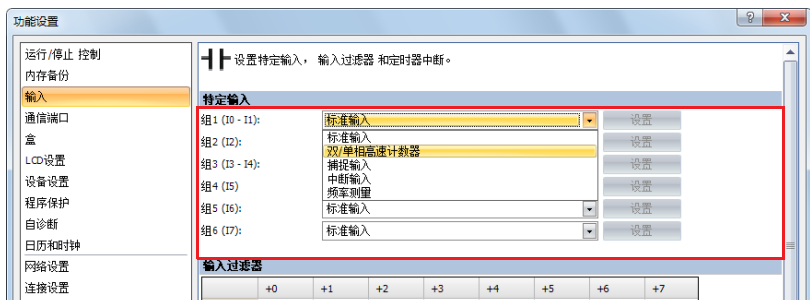 功能设置
运行/停止 控制
内存备份
输入
通信端口
盒
LCD设置
设备设置
程序保护
自诊断
日历和时钟
网络设置
连接设置
设置特定输入， 输入过滤器 和定时器中断。
特定输入
组1 (I0 - I1): 标准输入 设置
组2 (I2): 标准输入 设置
双/单相高速计数器
组3 (I3 - I4): 捕捉输入 设置
中断输入
组4 (I5) 频率测量 设置
组5 (I6): 标准输入 设置
组6 (I7): 标准输入 设置
输入过滤器
+0 +1 +2 +3 +4 +5 +6 +7